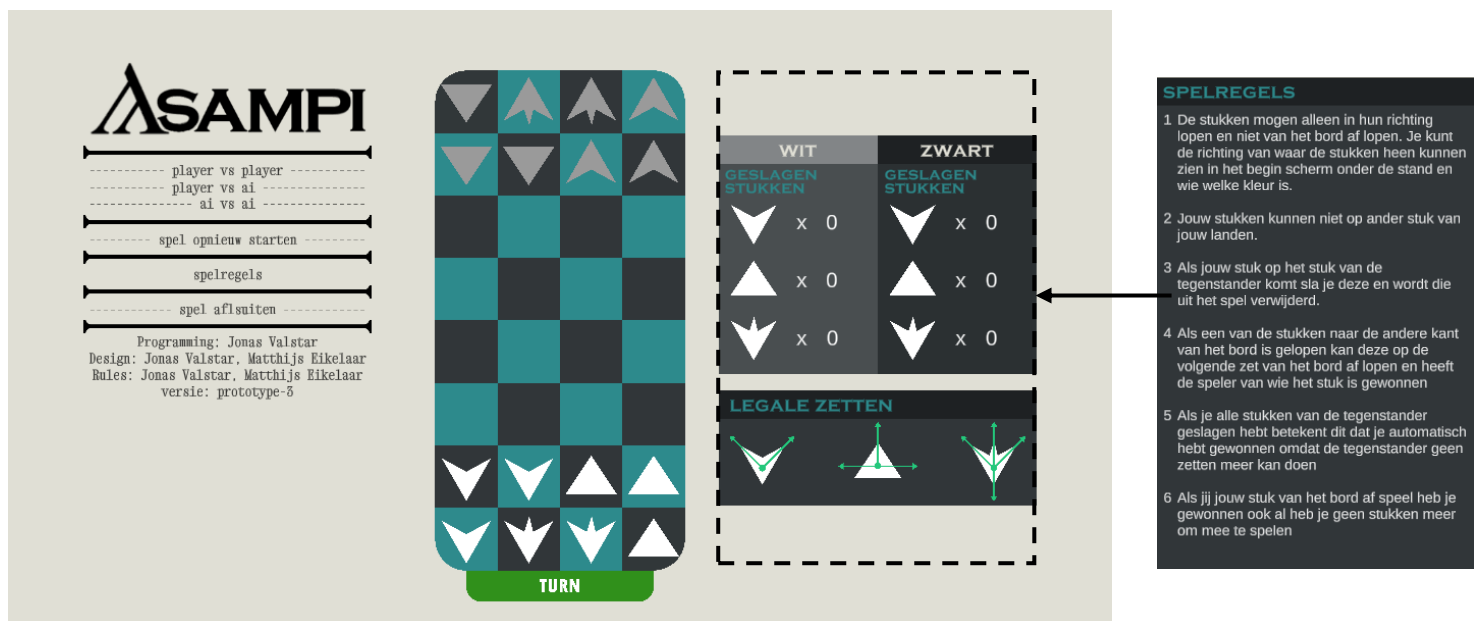 ASAMPI
player vs player
player vs ai
ai vs ai
spel opnieuw starten
spelregels
spel aflsuiten
Programming: Jonas Valstar
Design: Jonas Valstar, Matthijs Eikelaar
Rules: Jonas Valstar, Matthijs Eikelaar
versie: prototype-3
TURN
WIT
GESLAGEN
STUKKEN
x 0
x 0
x 0
ZWART
GESLAGEN
STUKKEN
x 0
x 0
x 0
LEGALE ZETTEN
SPELREGELS
1 De stukken mogen alleen in hun richting
lopen en niet van het bord af lopen. Je kunt
de richting van waar de stukken heen kunnen
zien in het begin scherm onder de stand en
wie welke kleur is.
2 Jouw stukken kunnen niet op ander stuk van
jouw landen.
3 Als jouw stuk op het stuk van de
tegenstander komt sla je deze en wordt die
uit het spel verwijderd.
4 Als een van de stukken naar de andere kant
van het bord is gelopen kan deze op de
volgende zet van het bord af lopen en heeft
de speler van wie het stuk is gewonnen
5 Als je alle stukken van de tegenstander
geslagen hebt betekent dit dat je automatisch
hebt gewonnen omdat de tegenstander geen
zetten meer kan doen
6 Als jij jouw stuk van het bord af speel heb je
gewonnen ook al heb je geen stukken meer
om mee te spelen